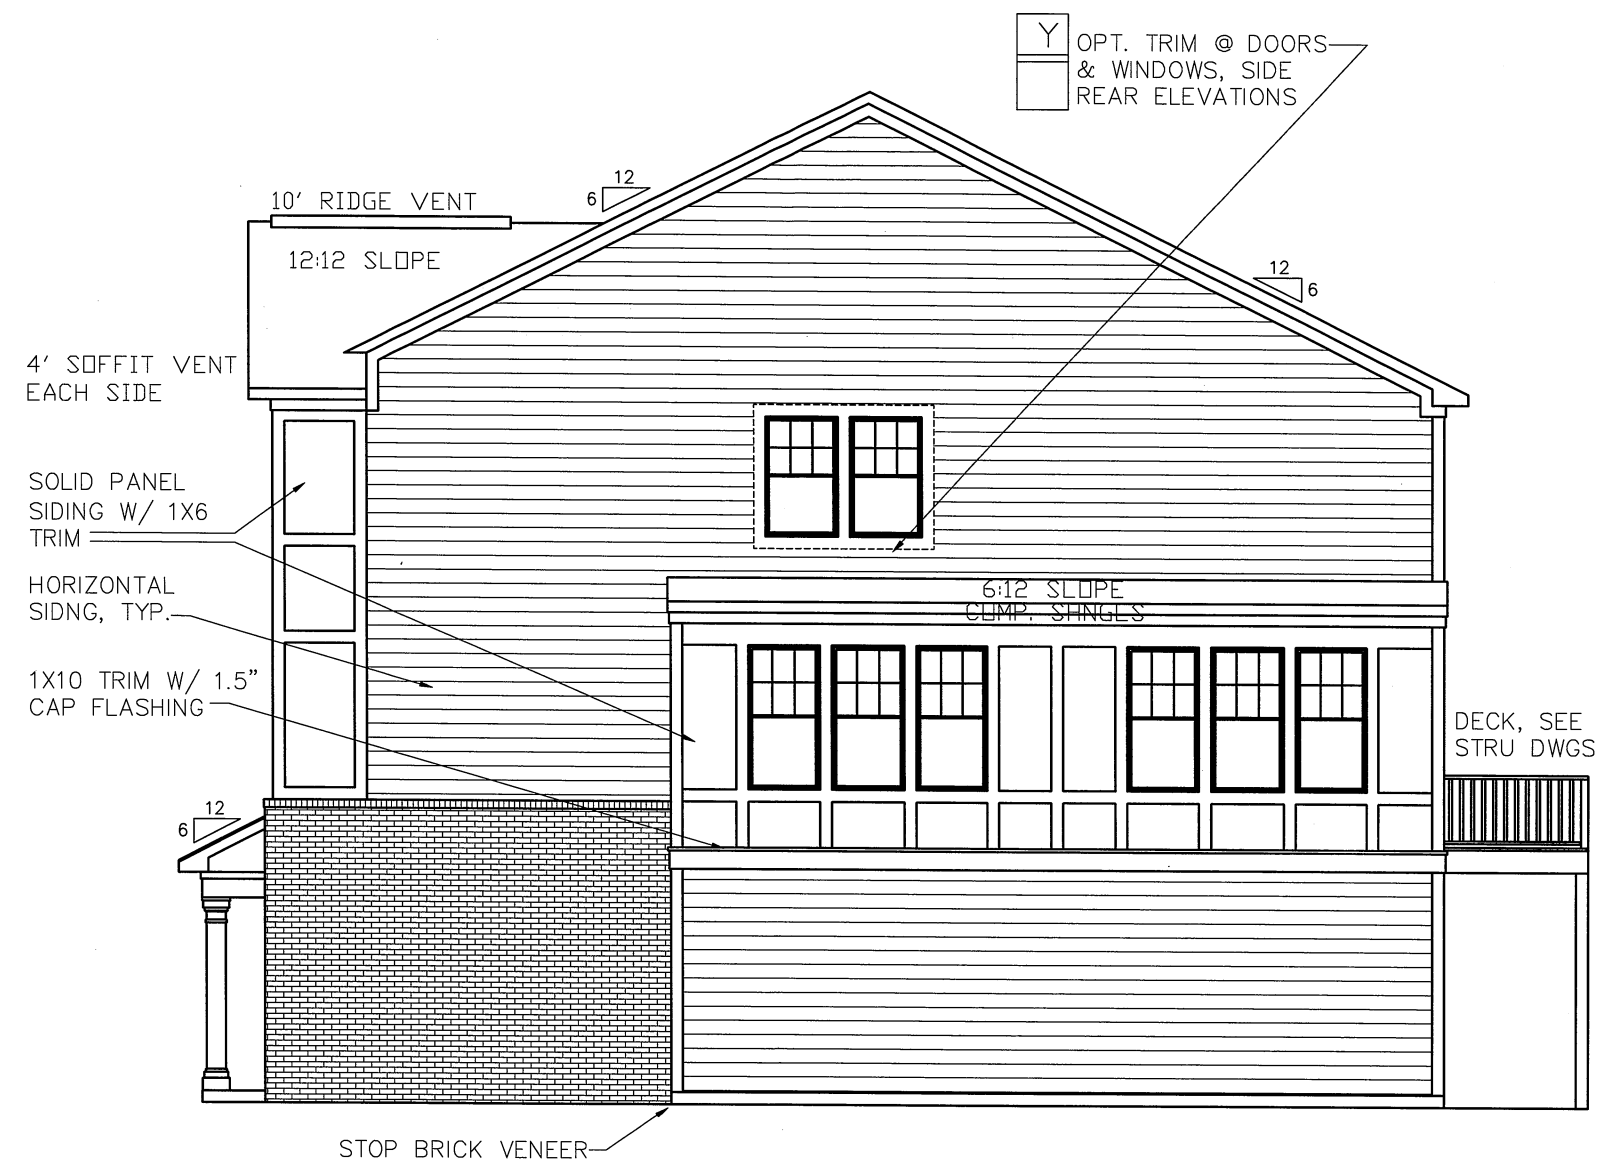 Y
OPT. TRIM @ DOORS
& WINDOWS, SIDE
REAR ELEVATIONS
12
6
10' RIDGE VENT
12:12 SLOPE
12
6
4' SOFFIT VENT
EACH SIDE
SOLID PANEL
SIDING W/ 1X6
TRIM
HORIZONTAL
SIDNG, TYP.
6:12 SLOPE
COMP. SHNGLS
1X10 TRIM W/ 1.5"
CAP FLASHING
DECK, SEE
STRU DWGS
12
6
STOP BRICK VENEER